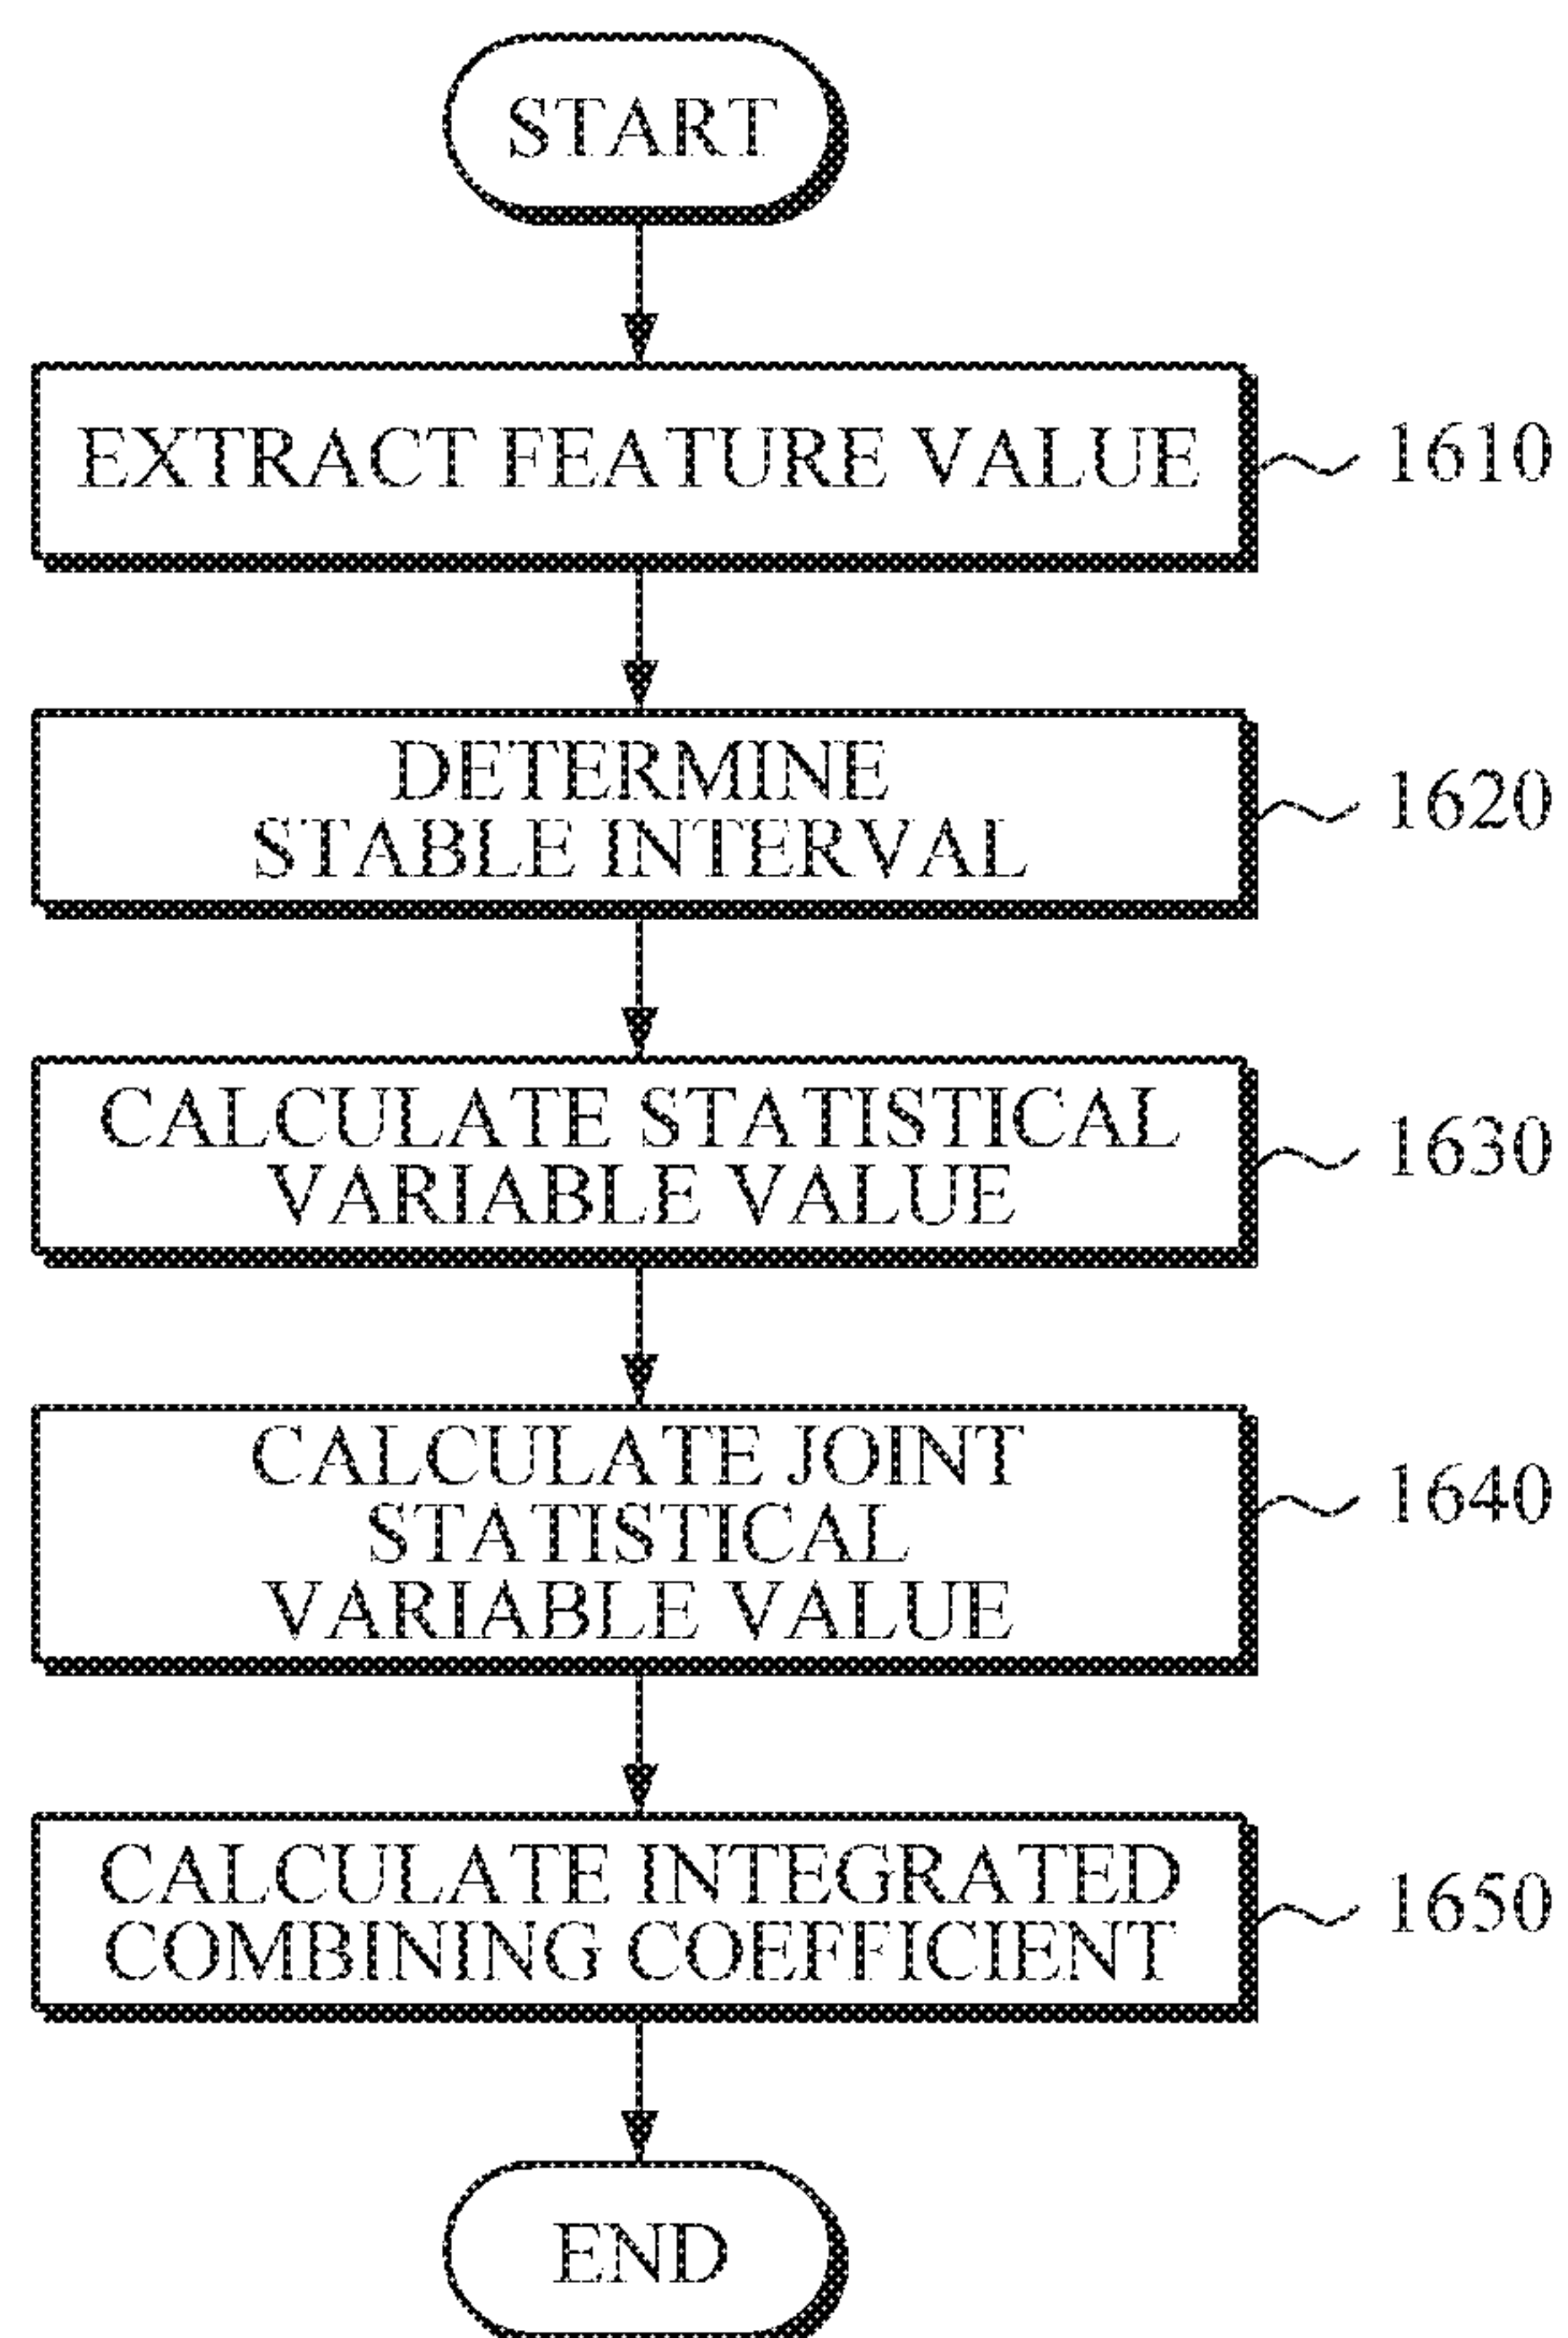 START
EXTRACT FEATURE VALUE
1610
DETERMINE
STABLE INTERVAL
1620
CALCULATE STATISTICAL
VARIABLE VALUE
1630
CALCULATE JOINT
STATISTICAL
VARIABLE VALUE
1640
CALCULATE INTEGRATED
COMBINING COEFFICIENT
1650
END